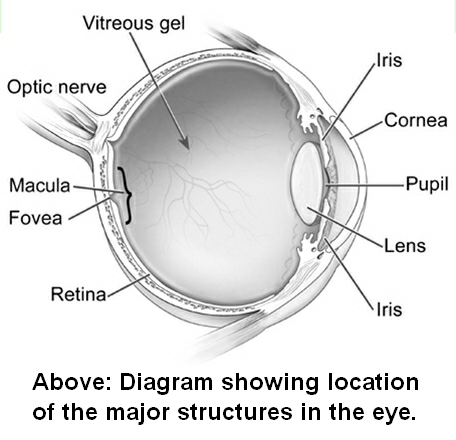 Vitreous gel
Iris
Optic nerve
Cornea
Macula
Pupil
Fovea
Lens
Retina
Iris
Above: Diagram showing location
of the major structures in the eye.